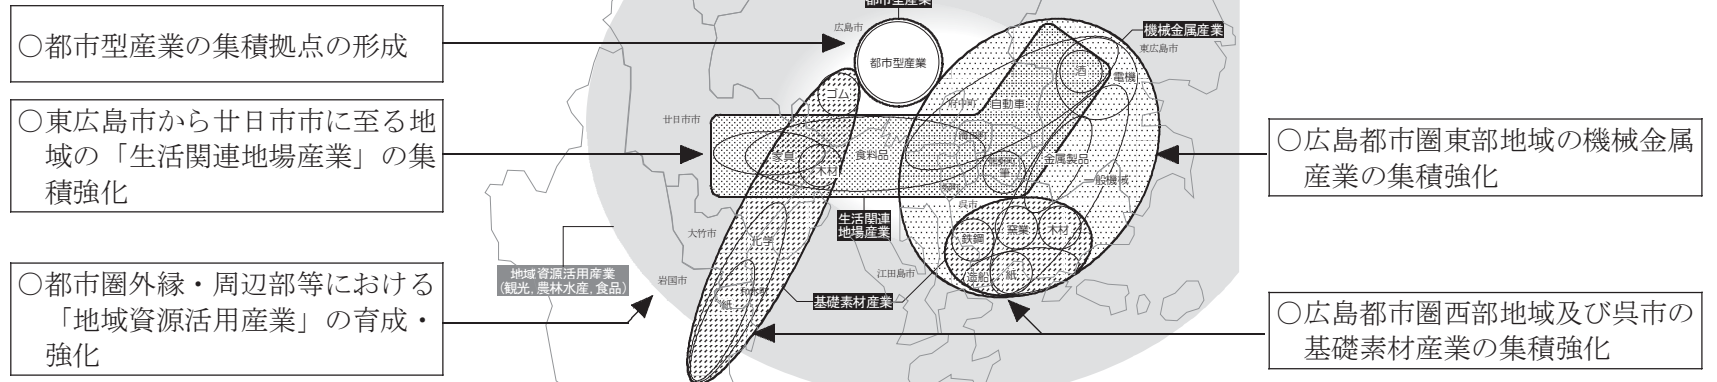 都市型産業
○都市型産業の集積拠点の形成
○東広島市から廿日市市に至る地
域の「生活関連地場産業」の集
積強化
○都市圏外縁・周辺部等における
「地域資源活用産業」の育成・
強化
広島市
都市型産業
機械金属産業
東広島市
酒
電機
ゴム
自動車
府中町
廿日市市
家具
木材
食料品
筆
金属製品
一般機械
呉市
生活関連
地場産業
大竹市
化学
鉄鋼
窯業
木材
地域資源活用産業
(観光,農林水産,食品)
岩国市
江田島市
造船
紙
基礎素材産業
紙
○広島都市圏東部地域の機械金属
産業の集積強化
○広島都市圏西部地域及び呉市の
基礎素材産業の集積強化